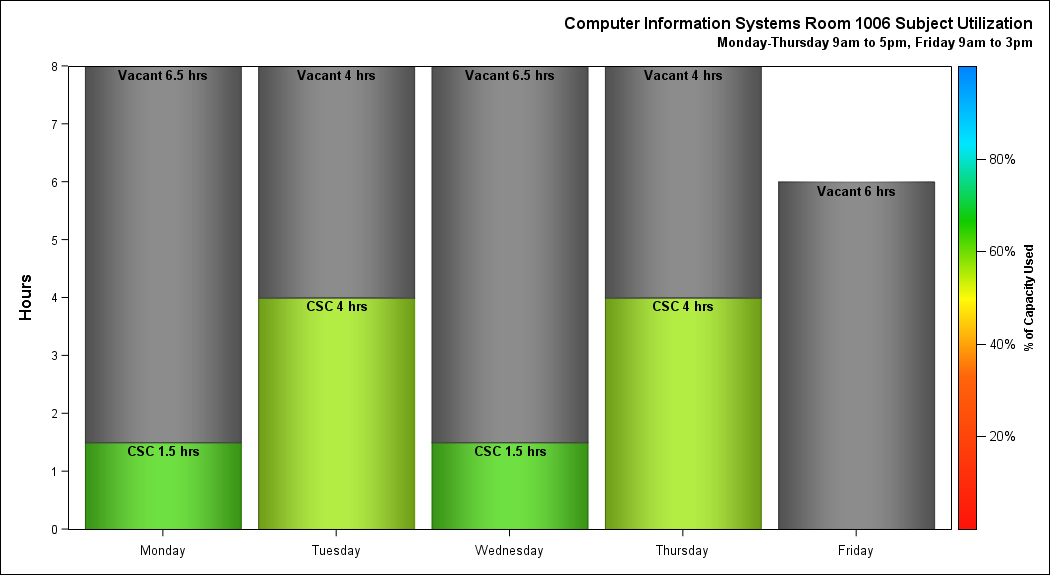 Computer Information Systems Room 1006 Subject Utilization
Monday-Thursday 9am to 5pm, Friday 9am to 3pm
Hours
8
7
6
5
4
3
2
1
0
Vacant 6.5 hrs
CSC 1.5 hrs
Vacant 4 hrs
CSC 4 hrs
Vacant 6.5 hrs
CSC 1.5 hrs
Vacant 4 hrs
CSC 4 hrs
Vacant 6 hrs
Monday
Tuesday
Wednesday
Thursday
Friday
80%
60%
40%
20%
% of Capacity Used